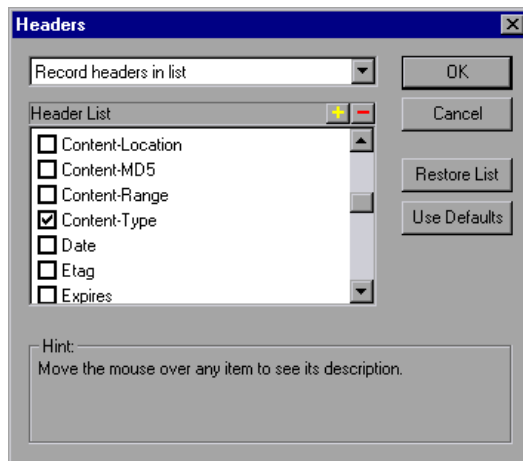 Headers
Record headers in list
OK
Header List
Cancel
Content-Location
Content-MD5
Content-Range
Content-Type
Date
Etag
Expires
Restore List
Use Defaults
Hint:
Move the mouse over any item to see its description.